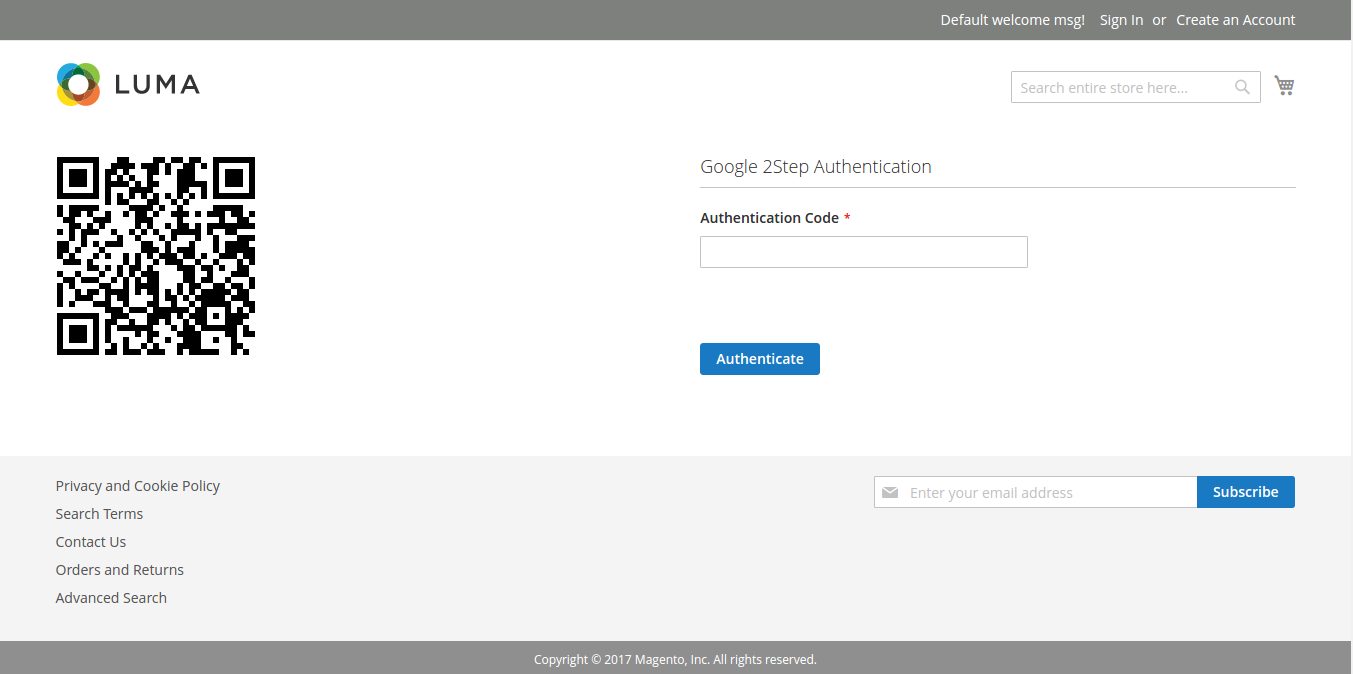 Default welcome msg! Sign In or Create an Account
LUMA
Search entire store here...
Google 2Step Authentication
Authentication Code *
Authenticate
Privacy and Cookie Policy
Search Terms
Contact Us
Orders and Returns
Advanced Search
Enter your email address
Subscribe
Copyright © 2017 Magento, Inc. All rights reserved.